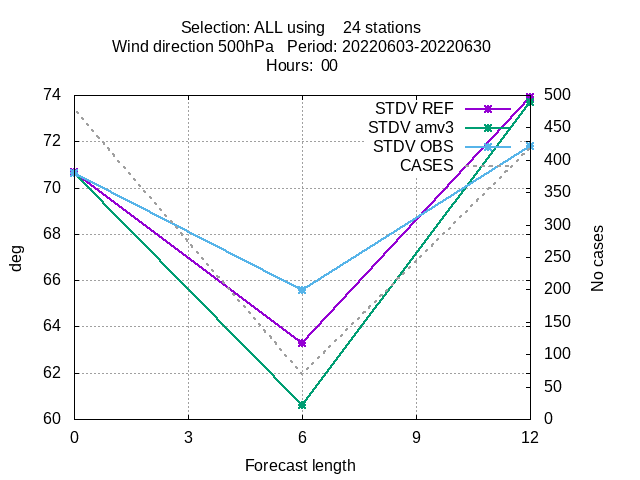 Selection: ALL using    24 stations
Wind direction 500hPa   Period: 20220603-20220630
Hours:  00
74
72
70
68
66
64
62
60
deg
500
450
400
350
300
250
200
150
100
50
0
No cases
STDV REF
STDV amv3
STDV OBS
CASES
0 3 6 9 12
Forecast length